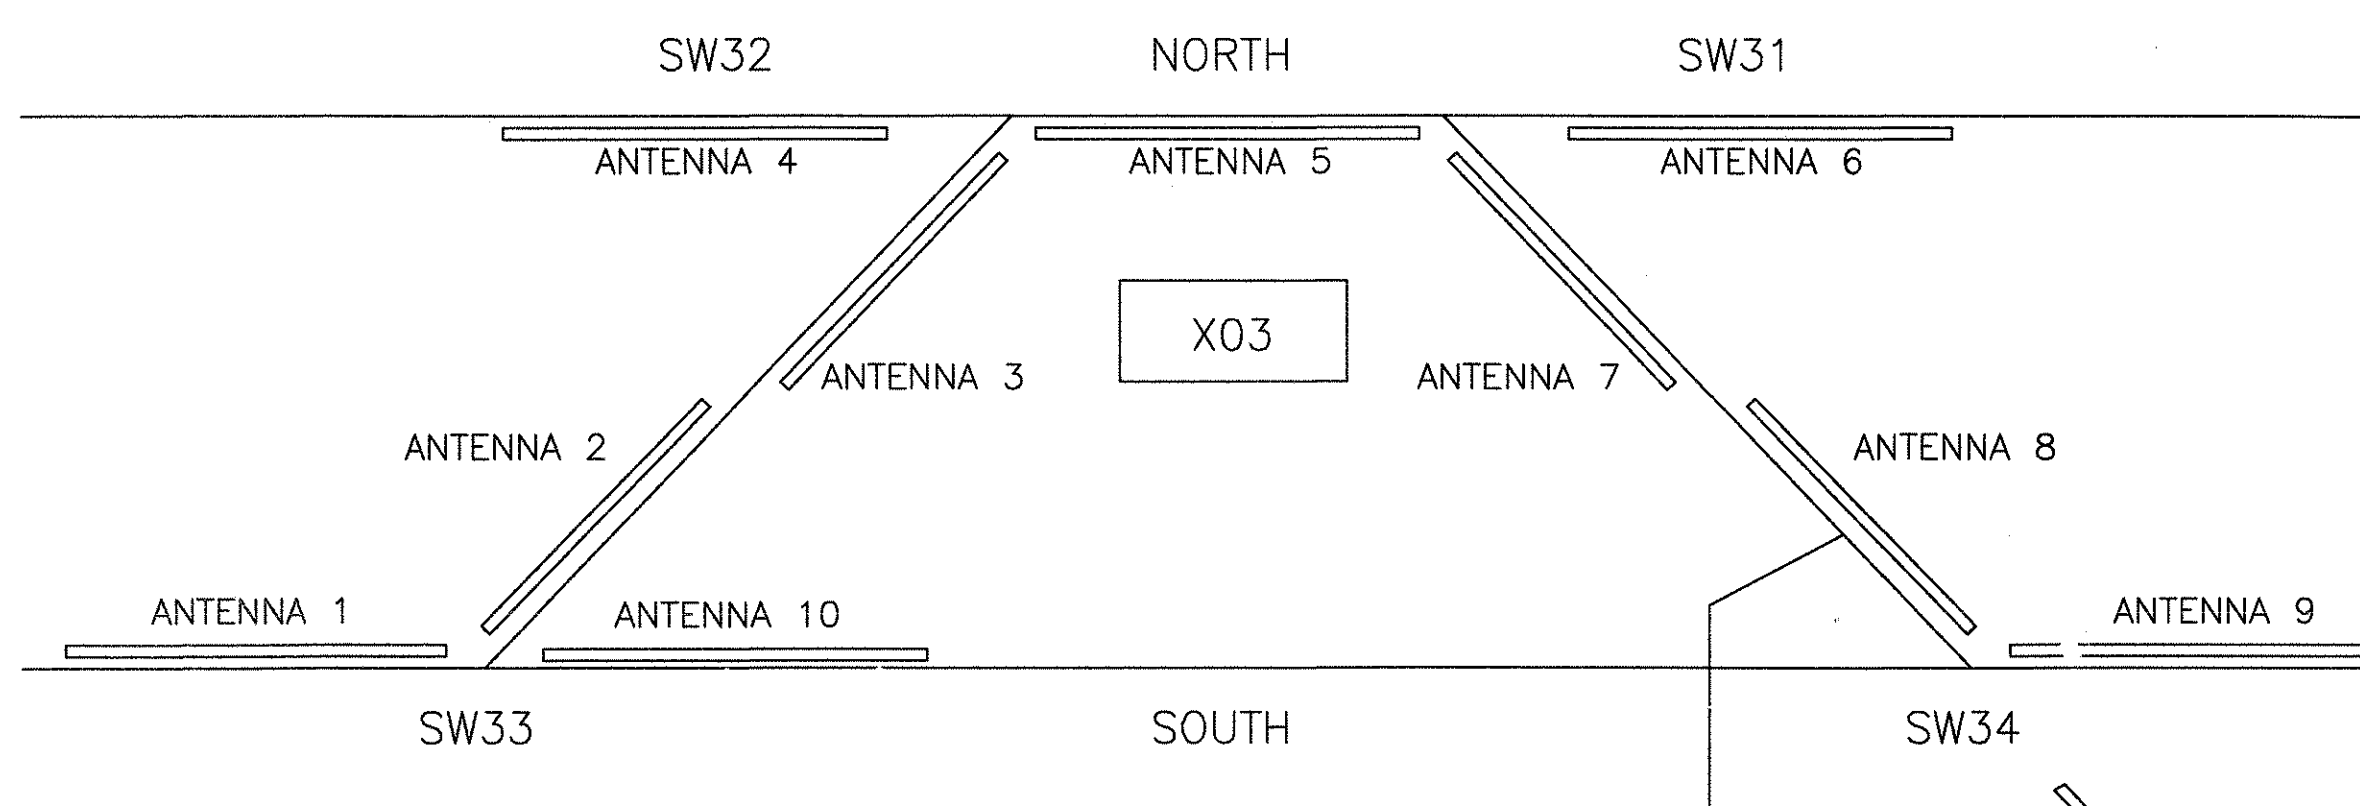 SW32 NORTH SW31
ANTENNA 4 ANTENNA 5 ANTENNA 6
X03
ANTENNA 3 ANTENNA 7
ANTENNA 2 ANTENNA 8
ANTENNA 1 ANTENNA 10 ANTENNA 9
SW33 SOUTH SW34